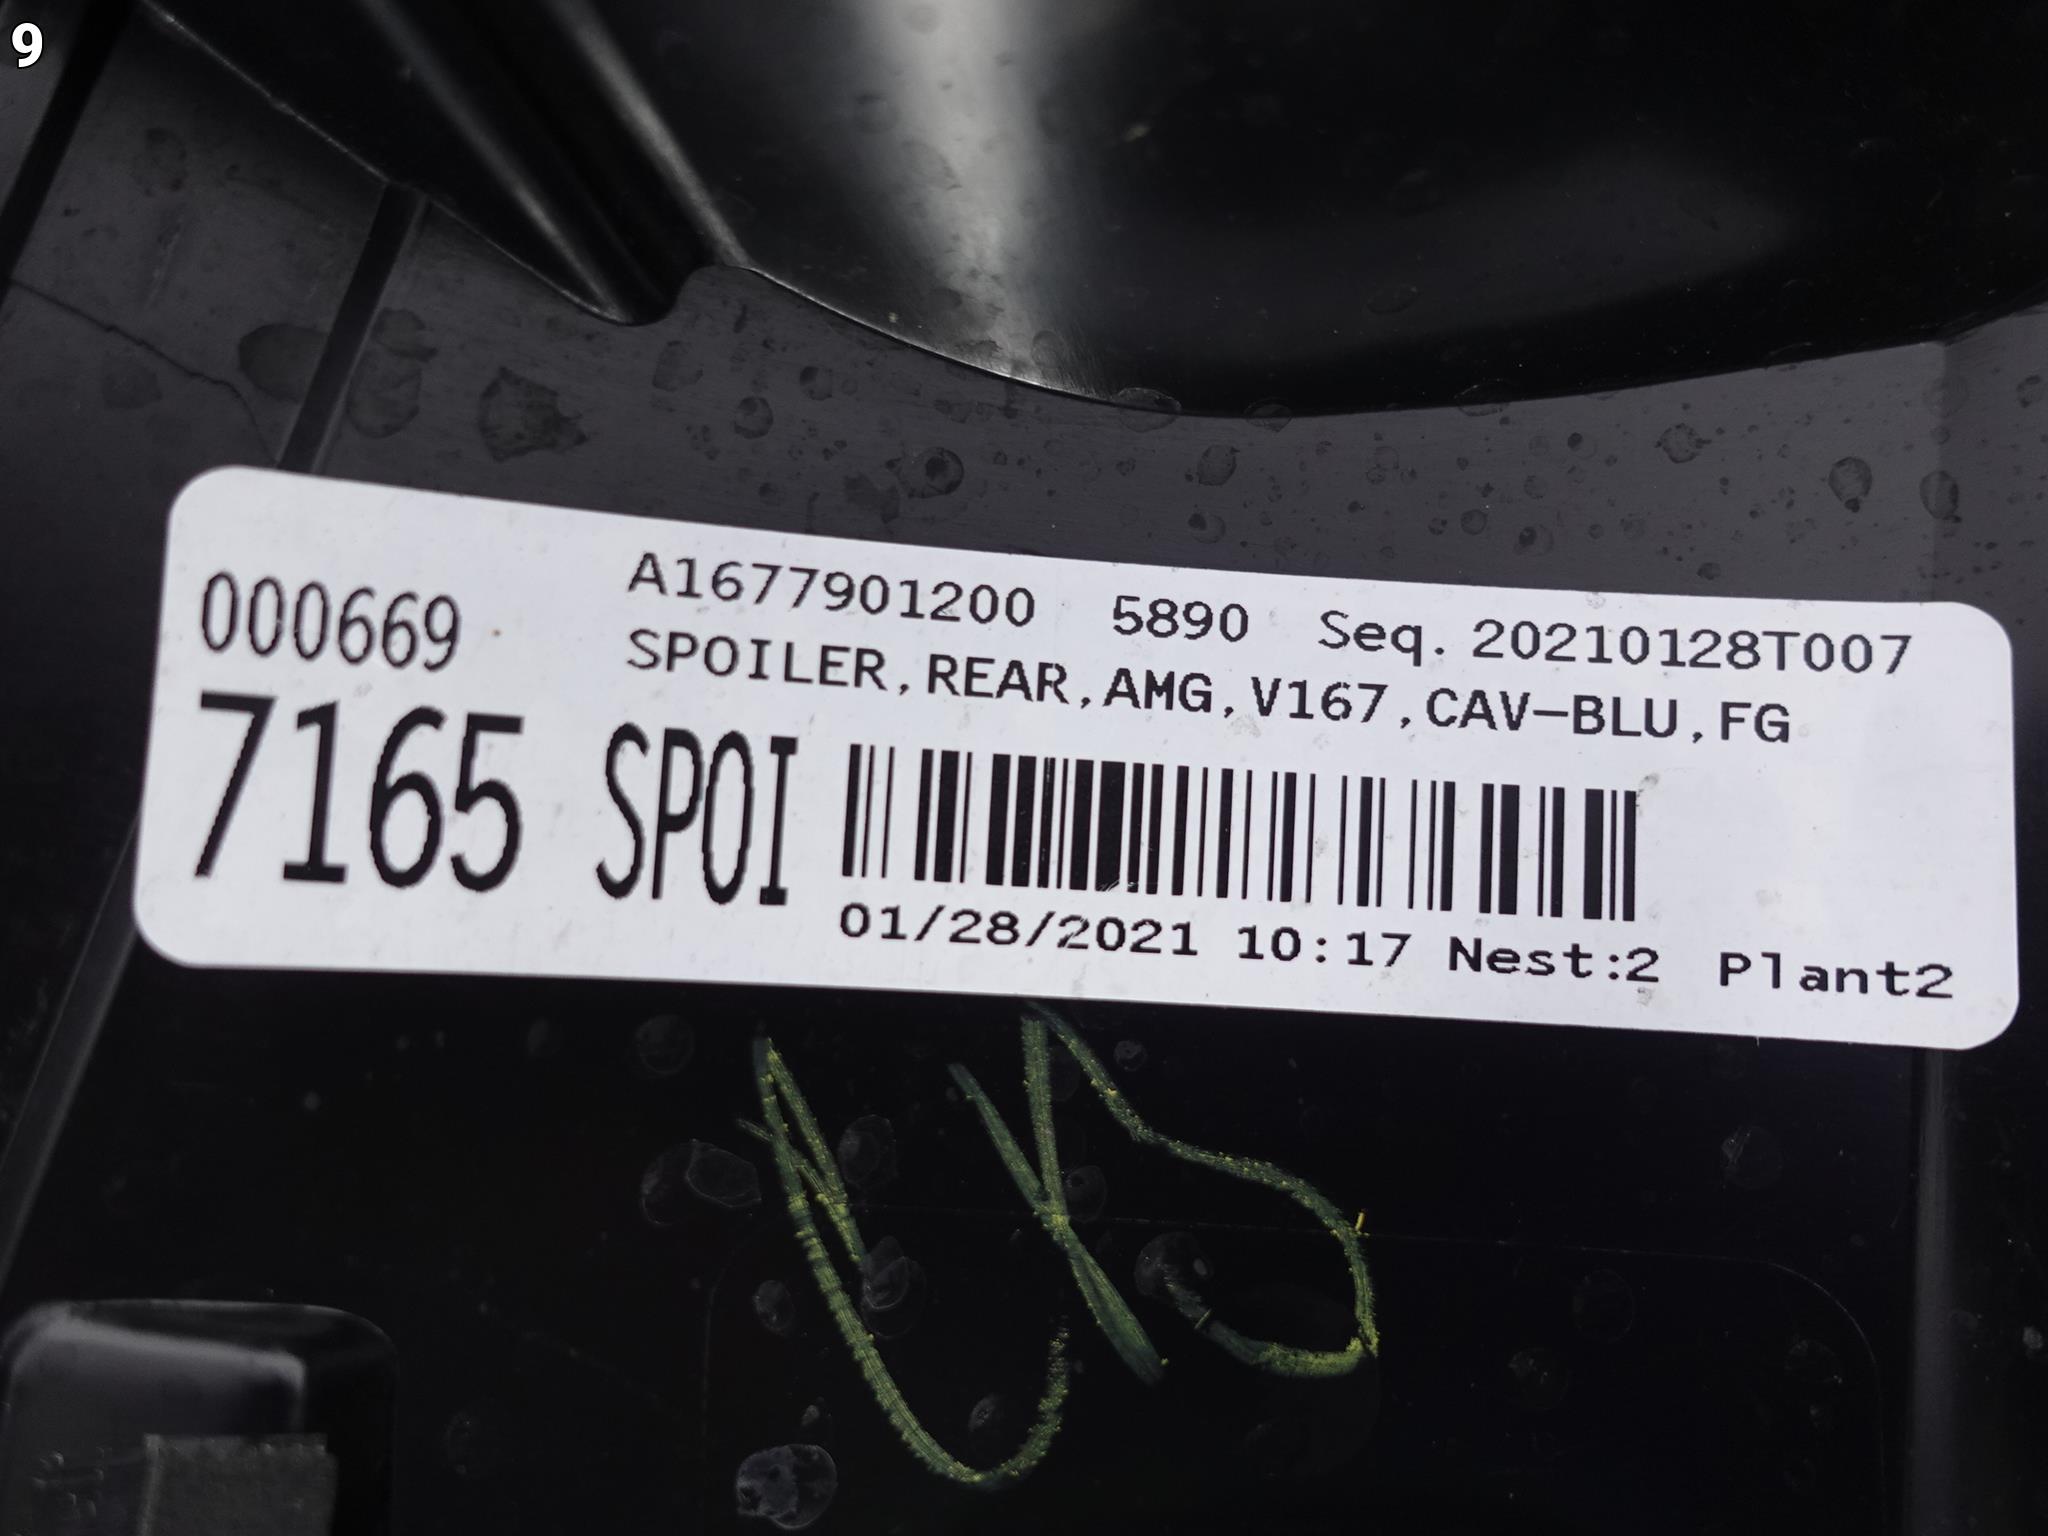 9
000669 A1677901200 5890 Seq. 20210128T007
SPOILER,REAR,AMG,V167,CAV-BLU,FG
7165 SPOI
01/28/2021 10:17 Nest:2 Plant2